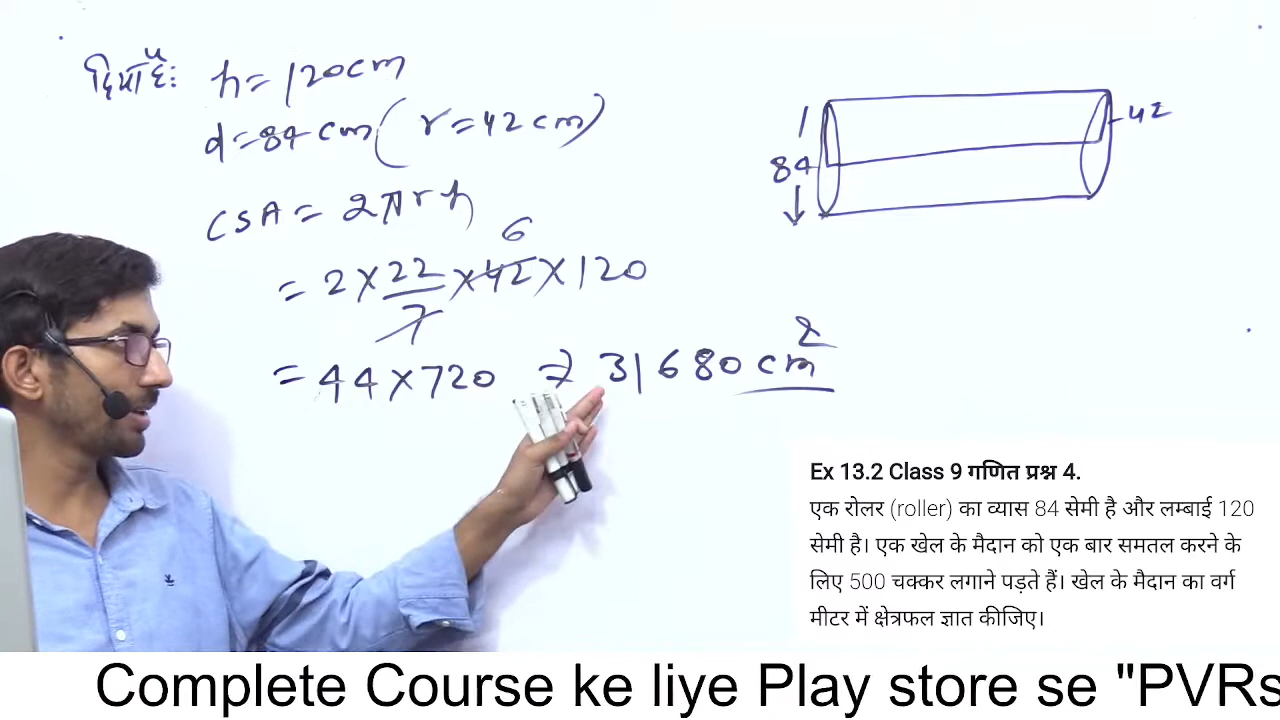 दिया है: h = 120cm
d = 84 cm ( r = 42 cm )
CSA = 2πrh
6
= 2 × 22/7 × 42 × 120
= 44 × 720 ⇒ 31680 cm²
84
42
Ex 13.2 Class 9 गणित प्रश्न 4.
एक रोलर (roller) का व्यास 84 सेमी है और लम्बाई 120
सेमी है। एक खेल के मैदान को एक बार समतल करने के
लिए 500 चक्कर लगाने पड़ते हैं। खेल के मैदान का वर्ग
मीटर में क्षेत्रफल ज्ञात कीजिए।
Complete Course ke liye Play store se "PVRs